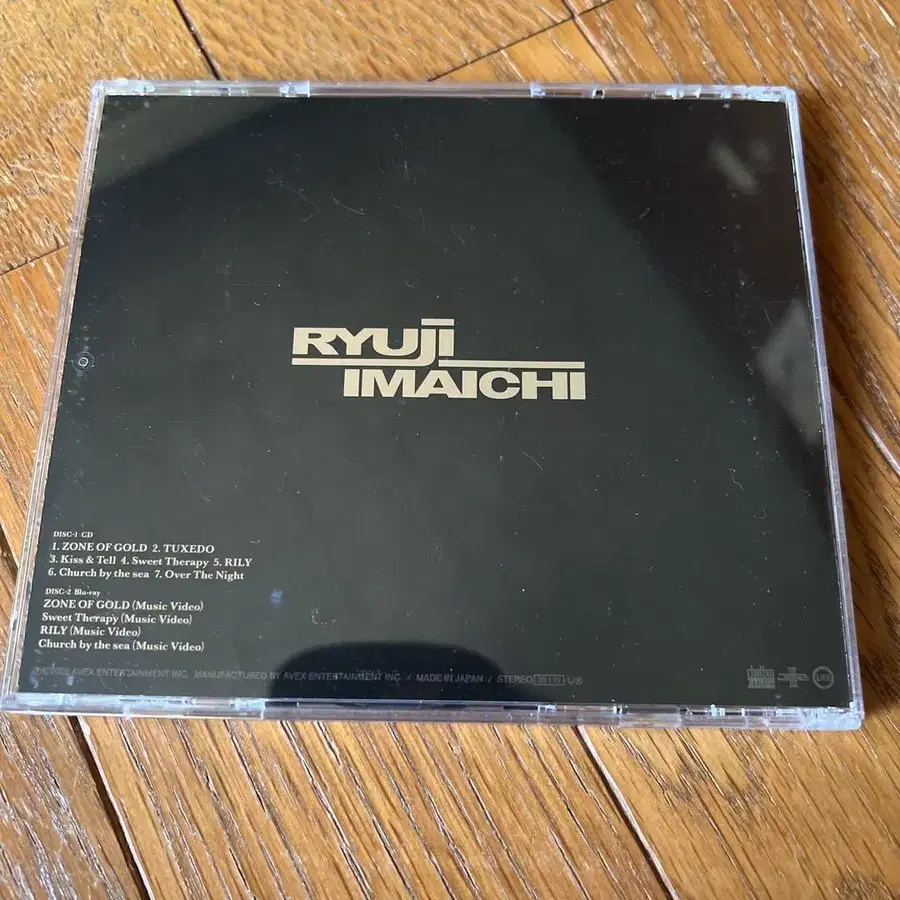 RYUJI
IMAICHI
DISC-1 CD
1. ZONE OF GOLD 2. TUXEDO
3. Kiss & Tell 4. Sweet Therapy 5. RILY
6. Church by the sea 7. Over The Night
DISC-2 Blu-ray
ZONE OF GOLD (Music Video)
Sweet Therapy (Music Video)
RILY (Music Video)
Church by the sea (Music Video)
2020 AVEX ENTERTAINMENT INC. MANUFACTURED BY AVEX ENTERTAINMENT INC. / MADE IN JAPAN / STEREO